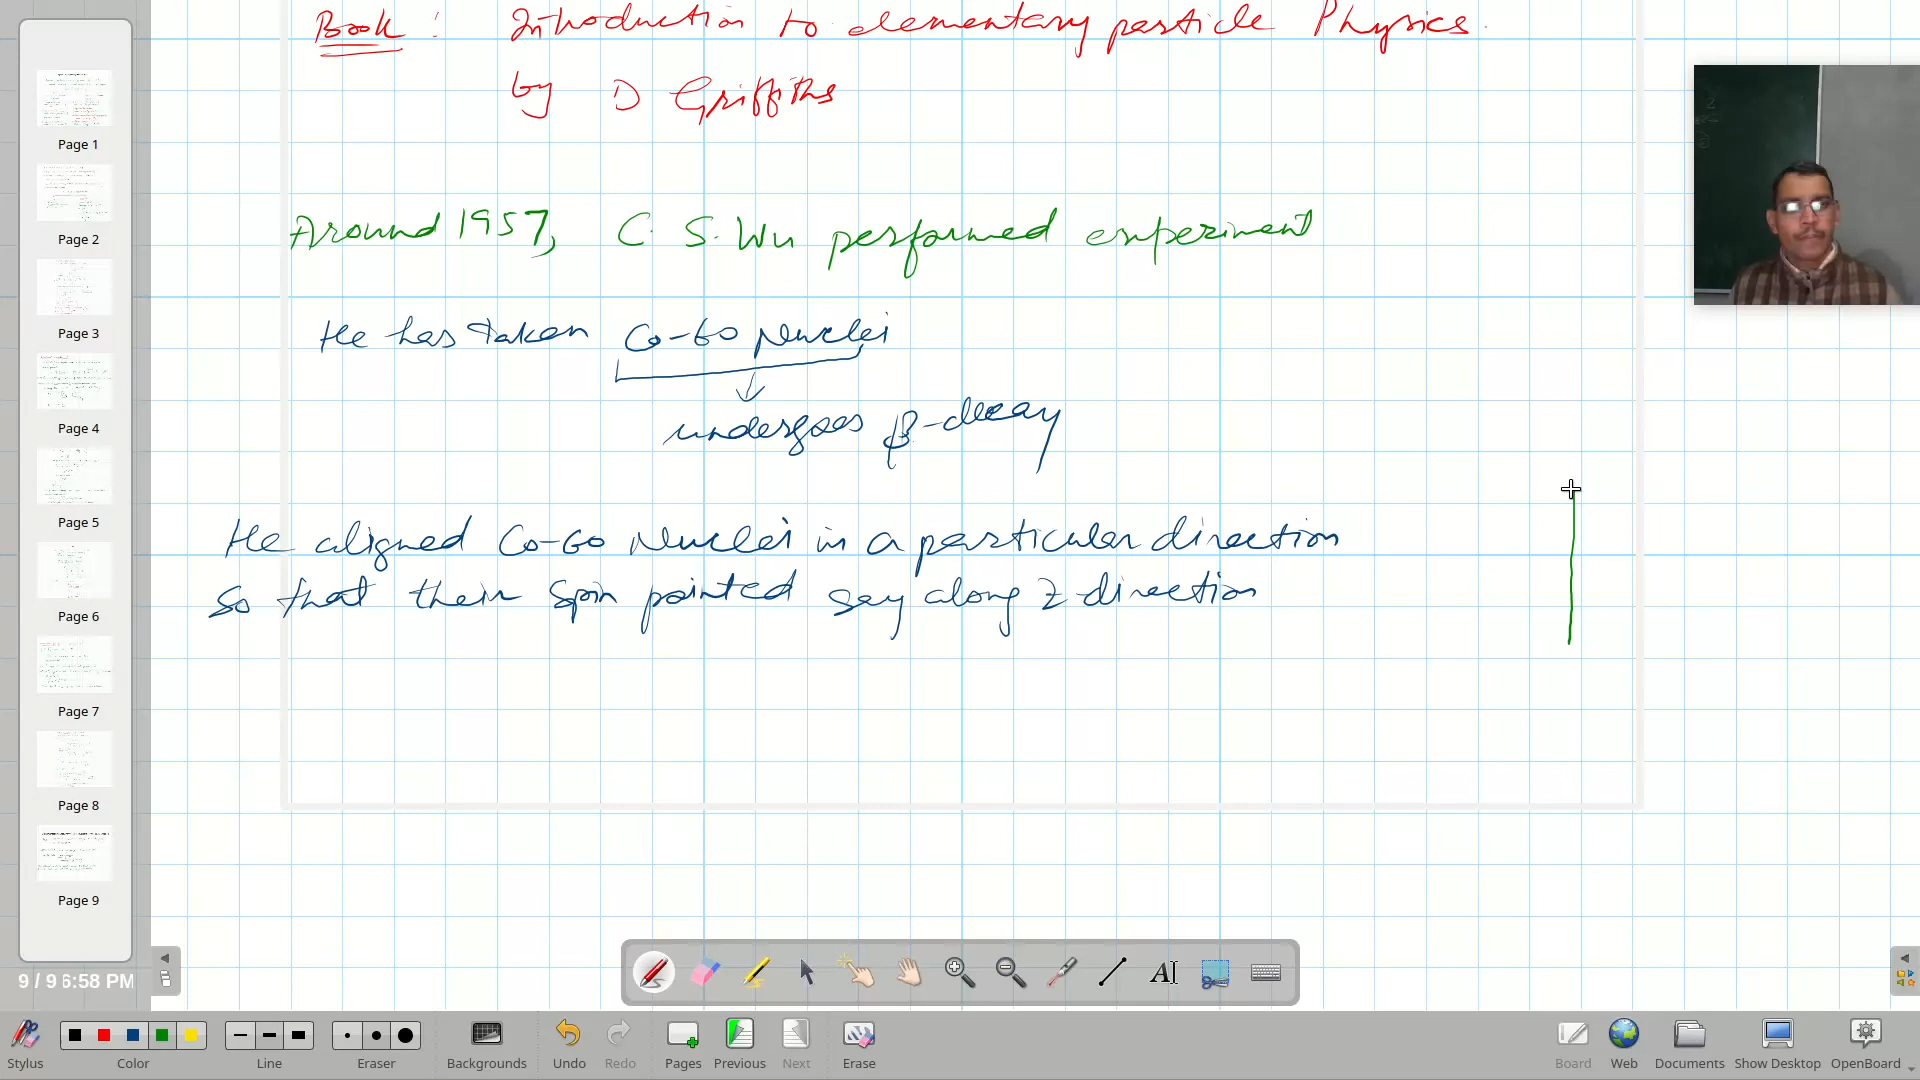 Book : Introduction to elementary particle Physics.
by D Griffiths
Around 1957, C. S. Wu performed experiment
He has taken Co-60 Nuclei
undergoes β-decay
He aligned Co-60 Nuclei in a particular direction
so that their spin pointed say along z-direction
Page 1
Page 2
Page 3
Page 4
Page 5
Page 6
Page 7
Page 8
Page 9
9 / 9 6:58 PM
Stylus
Color
Line
Eraser
Backgrounds
Undo
Redo
Pages
Previous
Next
Erase
Board
Web
Documents
Show Desktop
OpenBoard